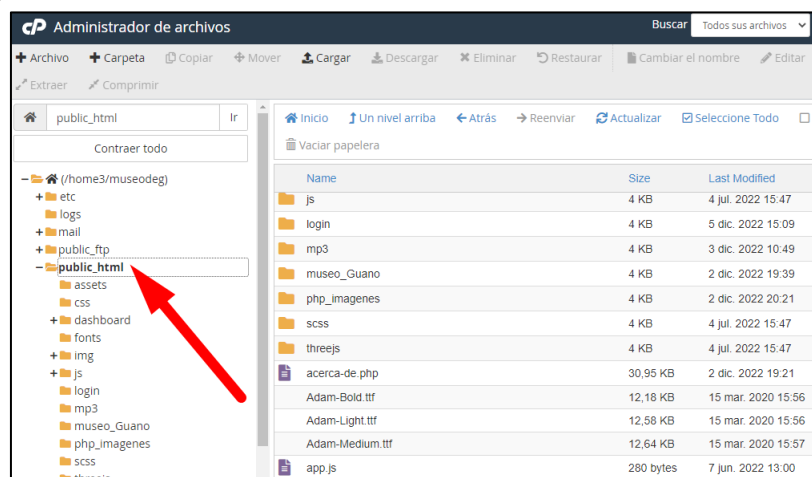 cP Administrador de archivos
Buscar Todos sus archivos
Archivo Carpeta Copiar Mover Cargar Descargar Eliminar Restaurar Cambiar el nombre Editar
Extraer Comprimir
public_html Ir
Contraer todo
(/home3/museodeg)
etc
logs
mail
public_ftp
public_html
assets
css
dashboard
fonts
img
js
login
mp3
museo_Guano
php_imagenes
scss
threejs
Inicio Un nivel arriba Atrás Reenviar Actualizar Seleccione Todo
Vaciar papelera
Name Size Last Modified
js 4 KB 4 jul. 2022 15:47
login 4 KB 5 dic. 2022 15:09
mp3 4 KB 3 dic. 2022 10:49
museo_Guano 4 KB 2 dic. 2022 19:39
php_imagenes 4 KB 2 dic. 2022 20:21
scss 4 KB 4 jul. 2022 15:47
threejs 4 KB 4 jul. 2022 15:47
acerca-de.php 30,95 KB 2 dic. 2022 19:21
Adam-Bold.ttf 12,18 KB 15 mar. 2020 15:56
Adam-Light.ttf 12,58 KB 15 mar. 2020 15:56
Adam-Medium.ttf 12,64 KB 15 mar. 2020 15:57
app.js 280 bytes 7 jun. 2022 13:00